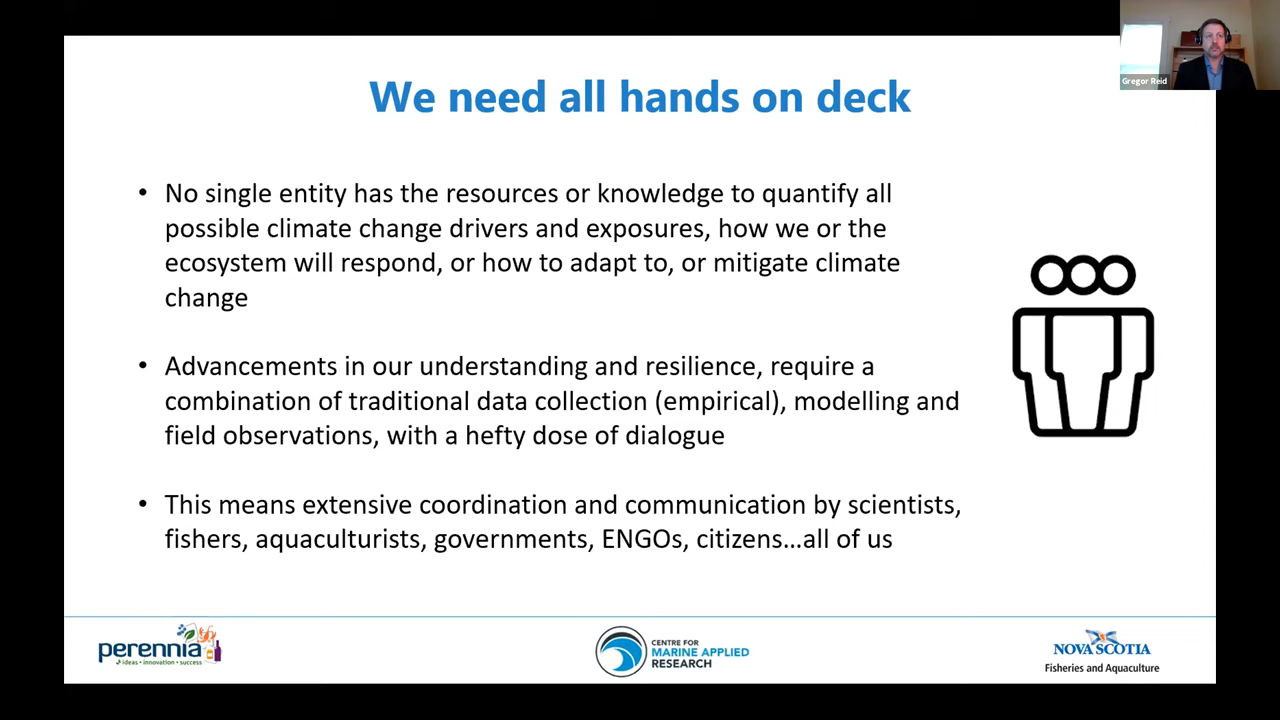 Gregor Reid
We need all hands on deck
• No single entity has the resources or knowledge to quantify all
possible climate change drivers and exposures, how we or the
ecosystem will respond, or how to adapt to, or mitigate climate
change
• Advancements in our understanding and resilience, require a
combination of traditional data collection (empirical), modelling and
field observations, with a hefty dose of dialogue
• This means extensive coordination and communication by scientists,
fishers, aquaculturists, governments, ENGOs, citizens...all of us
perennia
ideas • innovation • success
CENTRE FOR
MARINE APPLIED
RESEARCH
NOVA SCOTIA
Fisheries and Aquaculture